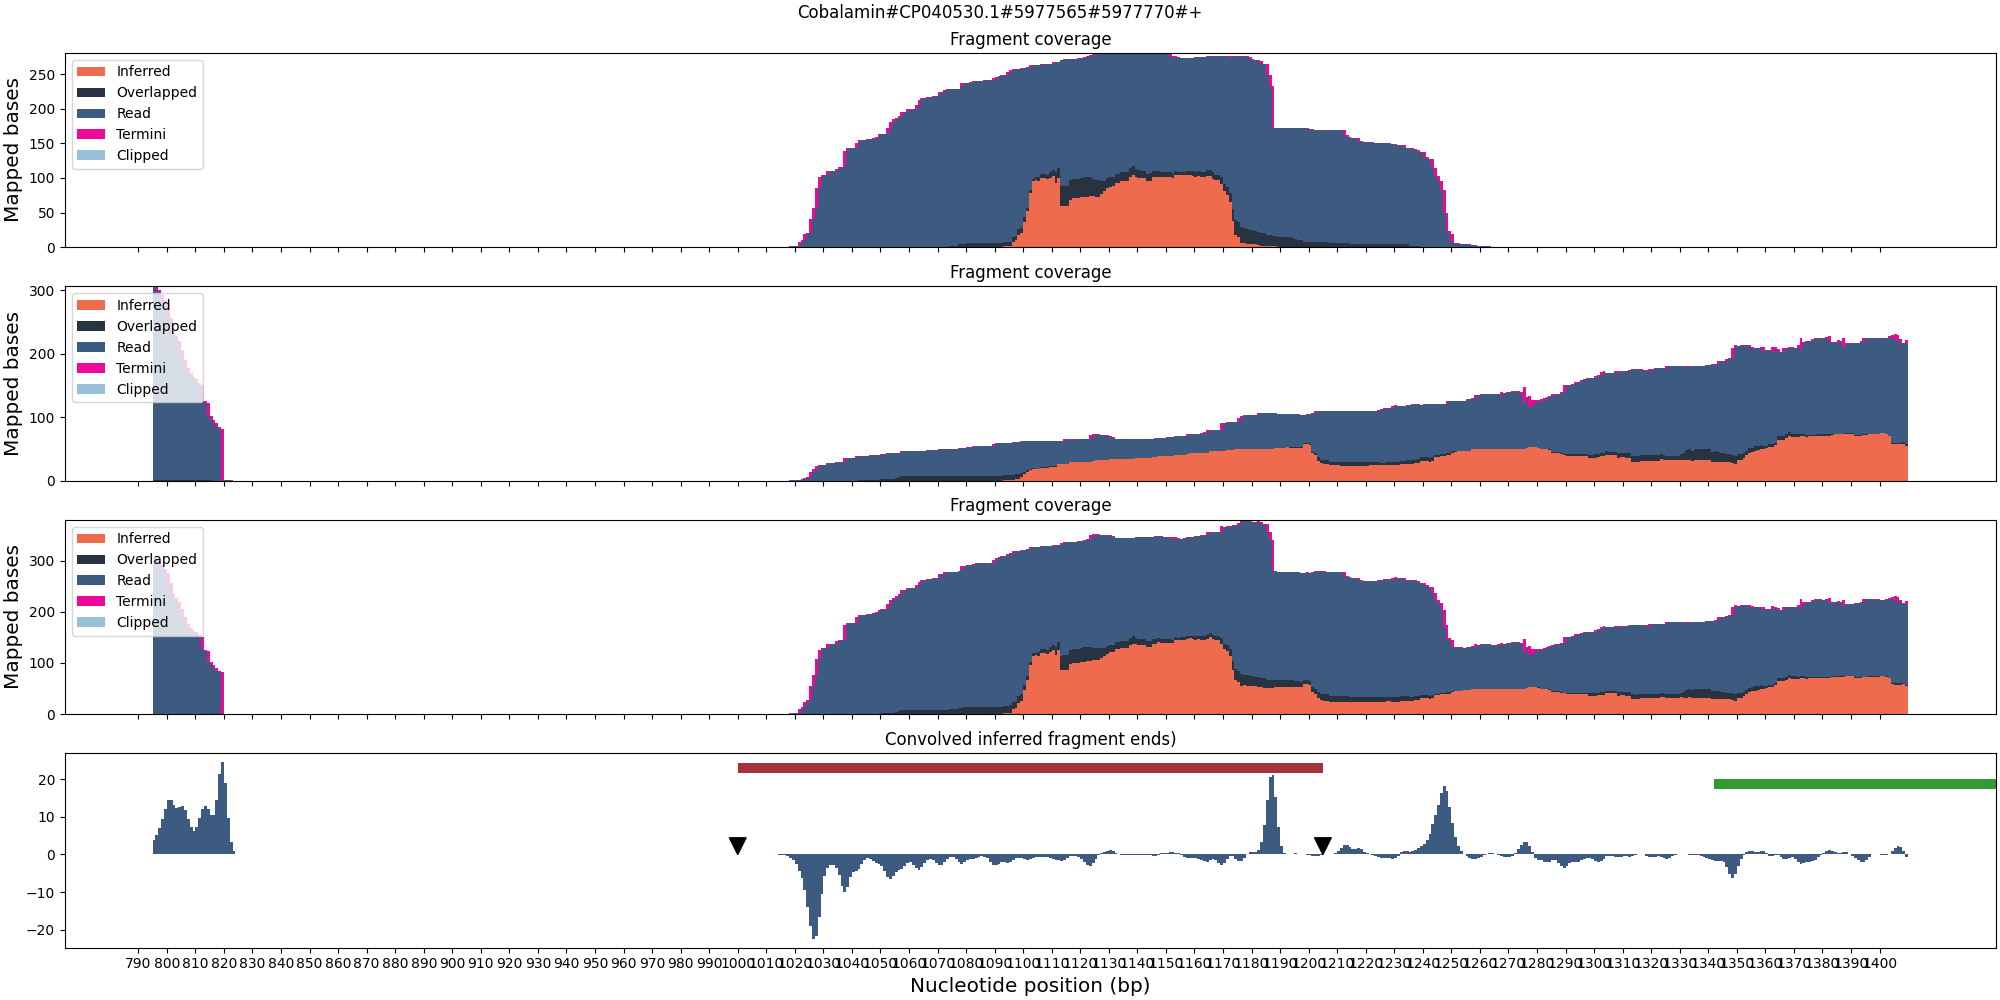 Cobalamin#CP040530.1#5977565#5977770#+
Fragment coverage
Mapped bases
250
200
150
100
50
0
Inferred
Overlapped
Read
Termini
Clipped
Fragment coverage
Mapped bases
300
200
100
0
Inferred
Overlapped
Read
Termini
Clipped
Fragment coverage
Mapped bases
300
200
100
0
Inferred
Overlapped
Read
Termini
Clipped
Convolved inferred fragment ends)
20
10
0
−10
−20
790 800 810 820 830 840 850 860 870 880 890 900 910 920 930 940 950 960 970 980 990 1000 1010 1020 1030 1040 1050 1060 1070 1080 1090 1100 1110 1120 1130 1140 1150 1160 1170 1180 1190 1200 1210 1220 1230 1240 1250 1260 1270 1280 1290 1300 1310 1320 1330 1340 1350 1360 1370 1380 1390 1400
Nucleotide position (bp)